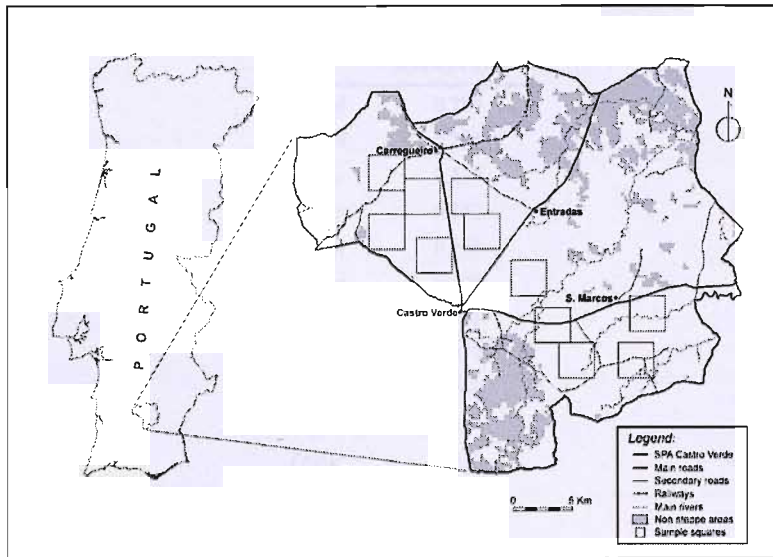 PORTUGAL
N
Carregueiro
Entradas
S. Marcos
Castro Verde
Legend:
SPA Castro Verde
Main roads
Secondary roads
Railways
Main rivers
Non steppe areas
Sample squares
0 5 Km